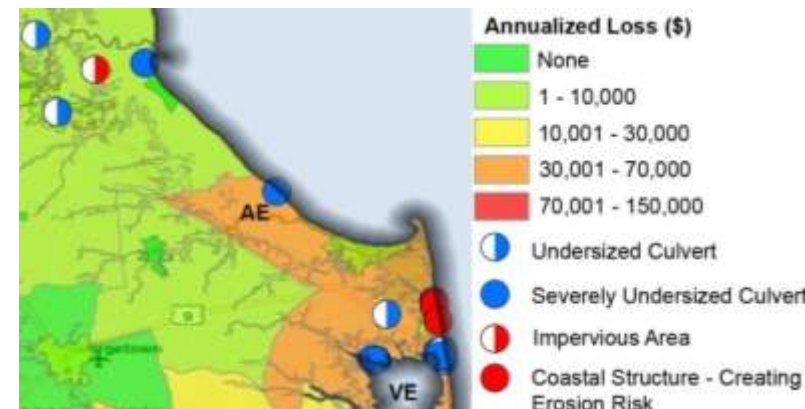 Annualized Loss ($)
None
1 - 10,000
10,001 - 30,000
30,001 - 70,000
70,001 - 150,000
Undersized Culvert
Severely Undersized Culvert
Impervious Area
Coastal Structure - Creating
Erosion Risk
AE
9
VE